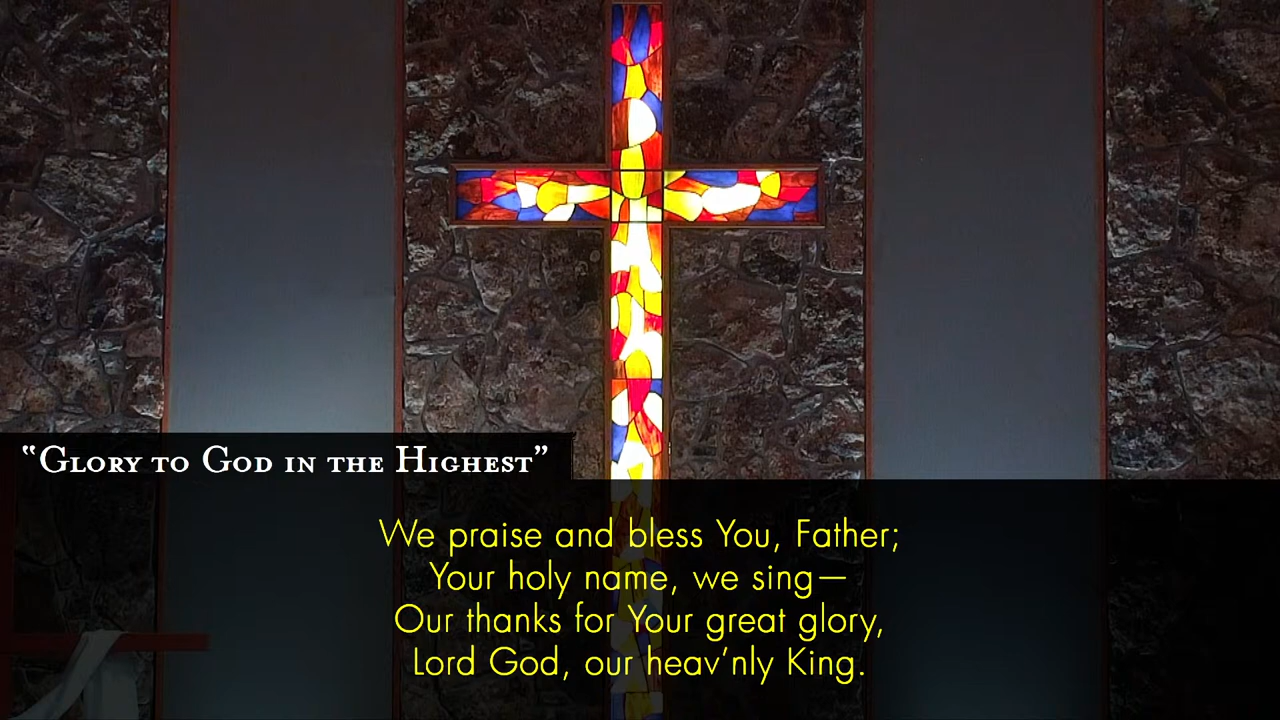 “Glory to God in the Highest”
We praise and bless You, Father;
Your holy name, we sing—
Our thanks for Your great glory,
Lord God, our heav’nly King.